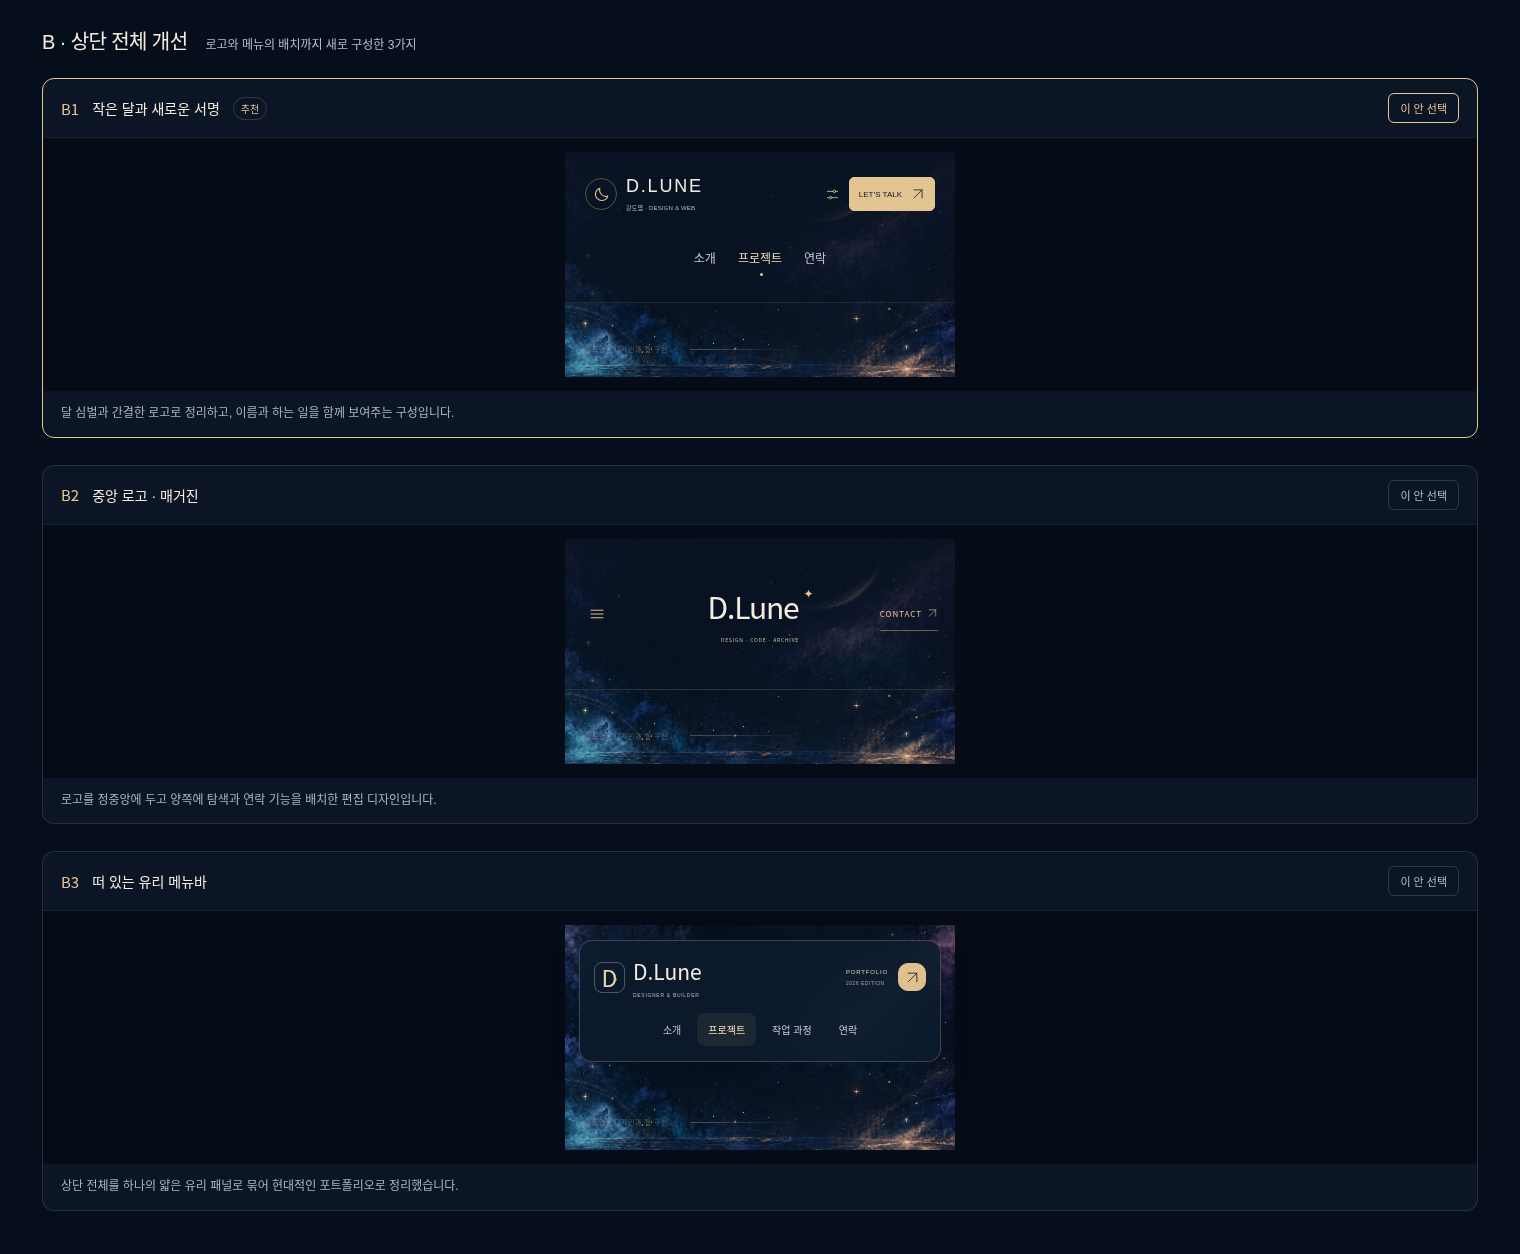 B · 상단 전체 개선 로고와 메뉴의 배치까지 새로 구성한 3가지
B1 작은 달과 새로운 서명 추천 이 안 선택
D.LUNE
강도영 · DESIGN & WEB
LET'S TALK
소개 프로젝트 연락
달 심벌과 간결한 로고로 정리하고, 이름과 하는 일을 함께 보여주는 구성입니다.
B2 중앙 로고 · 매거진 이 안 선택
D.Lune
CONTACT
DESIGN · CODE · ARCHIVE
로고를 정중앙에 두고 양쪽에 탐색과 연락 기능을 배치한 편집 디자인입니다.
B3 떠 있는 유리 메뉴바 이 안 선택
D D.Lune
DESIGNER & BUILDER
PORTFOLIO
2026 EDITION
소개 프로젝트 작업 과정 연락
상단 전체를 하나의 얇은 유리 패널로 묶어 현대적인 포트폴리오로 정리했습니다.